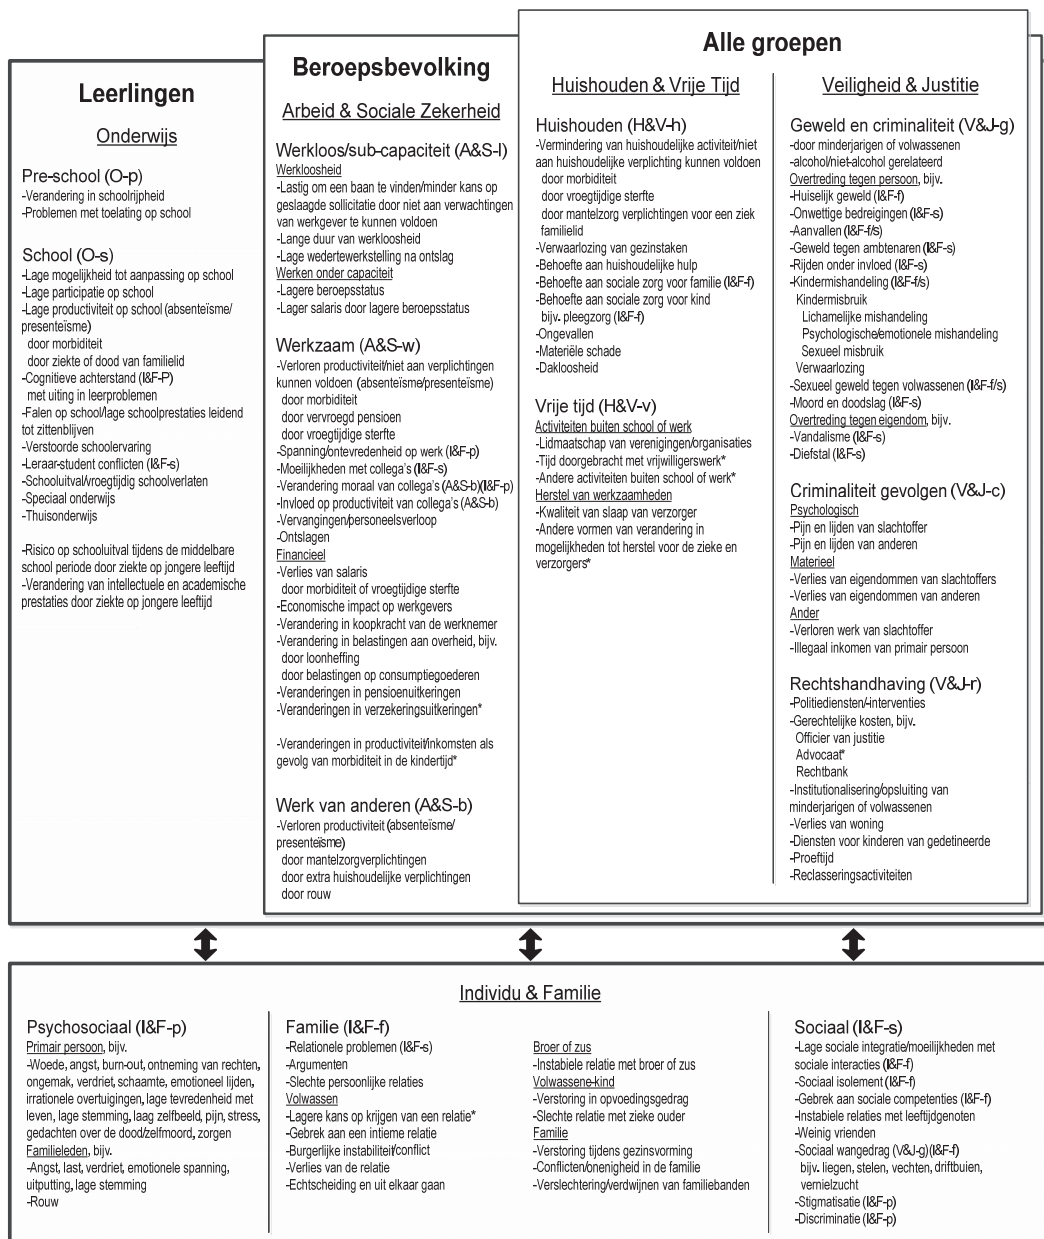 Leerlingen
Onderwijs
Pre-school (O-p)
-Verandering in schoolrijpheid
-Problemen met toelating op school
School (O-s)
-Lage mogelijkheid tot aanpassing op school
-Lage participatie op school
-Lage productiviteit op school (absenteïsme/
presenteïsme)
door morbiditeit
door ziekte of dood van familielid
-Cognitieve achterstand (I&F-P)
met uiting in leerproblemen
-Falen op school/lage schoolprestaties leidend
tot zittenblijven
-Verstoorde schoolervaring
-Leraar-student conflicten (I&F-s)
-Schooluitval/vroegtijdig schoolverlaten
-Speciaal onderwijs
-Thuisonderwijs
-Risico op schooluitval tijdens de middelbare
school periode door ziekte op jongere leeftijd
-Verandering van intellectuele en academische
prestaties door ziekte op jongere leeftijd
Beroepsbevolking
Arbeid & Sociale Zekerheid
Werkloos/sub-capaciteit (A&S-l)
Werkloosheid
-Lastig om een baan te vinden/minder kans op
geslaagde sollicitatie door niet aan verwachtingen
van werkgever te kunnen voldoen
-Lange duur van werkloosheid
-Lage wedertewerkstelling na ontslag
Werken onder capaciteit
-Lagere beroepsstatus
-Lager salaris door lagere beroepsstatus
Werkzaam (A&S-w)
-Verloren productiviteit/niet aan verplichtingen
kunnen voldoen (absenteïsme/presenteïsme)
door morbiditeit
door vervroegd pensioen
door vroegtijdige sterfte
-Spanning/ontevredenheid op werk (I&F-p)
-Moeilijkheden met collega's (I&F-s)
-Verandering moraal van collega's (A&S-b)(I&F-p)
-Invloed op productiviteit van collega's (A&S-b)
-Vervangingen/personeelsverloop
-Ontslagen
Financieel
-Verlies van salaris
door morbiditeit of vroegtijdige sterfte
-Economische impact op werkgevers
-Verandering in koopkracht van de werknemer
-Verandering in belastingen aan overheid, bijv.
door loonheffing
door belastingen op consumptiegoederen
-Veranderingen in pensioenuitkeringen
-Veranderingen in verzekeringsuitkeringen*
-Veranderingen in productiviteit/inkomsten als
gevolg van morbiditeit in de kindertijd*
Werk van anderen (A&S-b)
-Verloren productiviteit (absenteïsme/
presenteïsme)
door mantelzorgverplichtingen
door extra huishoudelijke verplichtingen
door rouw
Alle groepen
Huishouden & Vrije Tijd
Huishouden (H&V-h)
-Vermindering van huishoudelijke activiteit/niet
aan huishoudelijke verplichting kunnen voldoen
door morbiditeit
door vroegtijdige sterfte
door mantelzorg verplichtingen voor een ziek
familielid
-Verwaarlozing van gezinstaken
-Behoefte aan huishoudelijke hulp
-Behoefte aan sociale zorg voor familie (I&F-f)
-Behoefte aan sociale zorg voor kind
bijv. pleegzorg (I&F-f)
-Ongevallen
-Materiële schade
-Dakloosheid
Vrije tijd (H&V-v)
Activiteiten buiten school of werk
-Lidmaatschap van verenigingen/organisaties
-Tijd doorgebracht met vrijwilligerswerk*
-Andere activiteiten buiten school of werk*
Herstel van werkzaamheden
-Kwaliteit van slaap van verzorger
-Andere vormen van verandering in
mogelijkheden tot herstel voor de zieke en
verzorgers*
Veiligheid & Justitie
Geweld en criminaliteit (V&J-g)
-door minderjarigen of volwassenen
-alcohol/niet-alcohol gerelateerd
Overtreding tegen persoon, bijv.
-Huiselijk geweld (I&F-f)
-Onwettige bedreigingen (I&F-s)
-Aanvallen (I&F-f/s)
-Geweld tegen ambtenaren (I&F-s)
-Rijden onder invloed (I&F-s)
-Kindermishandeling (I&F-f/s)
Kindermisbruik
Lichamelijke mishandeling
Psychologische/emotionele mishandeling
Sexueel misbruik
Verwaarlozing
-Sexueel geweld tegen volwassenen (I&F-f/s)
-Moord en doodslag (I&F-s)
Overtreding tegen eigendom, bijv.
-Vandalisme (I&F-s)
-Diefstal (I&F-s)
Criminaliteit gevolgen (V&J-c)
Psychologisch
-Pijn en lijden van slachtoffer
-Pijn en lijden van anderen
Materieel
-Verlies van eigendommen van slachtoffers
-Verlies van eigendommen van anderen
Ander
-Verloren werk van slachtoffer
-Illegaal inkomen van primair persoon
Rechtshandhaving (V&J-r)
-Politiediensten/-interventies
-Gerechtelijke kosten, bijv.
Officier van justitie
Advocaat*
Rechtbank
-Institutionalisering/opsluiting van
minderjarigen of volwassenen
-Verlies van woning
-Diensten voor kinderen van gedetineerde
-Proeftijd
-Reclasseringsactiviteiten
Individu & Familie
Psychosociaal (I&F-p)
Primair persoon, bijv.
-Woede, angst, burn-out, ontneming van rechten,
ongemak, verdriet, schaamte, emotioneel lijden,
irrationele overtuigingen, lage tevredenheid met
leven, lage stemming, laag zelfbeeld, pijn, stress,
gedachten over de dood/zelfmoord, zorgen
Familieleden, bijv.
-Angst, last, verdriet, emotionele spanning,
uitputting, lage stemming
-Rouw
Familie (I&F-f)
-Relationele problemen (I&F-s)
-Argumenten
-Slechte persoonlijke relaties
Volwassen
-Lagere kans op krijgen van een relatie*
-Gebrek aan een intieme relatie
-Burgerlijke instabiliteit/conflict
-Verlies van de relatie
-Echtscheiding en uit elkaar gaan
Broer of zus
-Instabiele relatie met broer of zus
Volwassene-kind
-Verstoring in opvoedingsgedrag
-Slechte relatie met zieke ouder
Familie
-Verstoring tijdens gezinsvorming
-Conflicten/onenigheid in de familie
-Verslechtering/verdwijnen van familiebanden
Sociaal (I&F-s)
-Lage sociale integratie/moeilijkheden met
sociale interacties (I&F-f)
-Sociaal isolement (I&F-f)
-Gebrek aan sociale competenties (I&F-f)
-Instabiele relaties met leeftijdgenoten
-Weinig vrienden
-Sociaal wangedrag (V&J-g)(I&F-f)
bijv. liegen, stelen, vechten, driftbuien,
vernielzucht
-Stigmatisatie (I&F-p)
-Discriminatie (I&F-p)